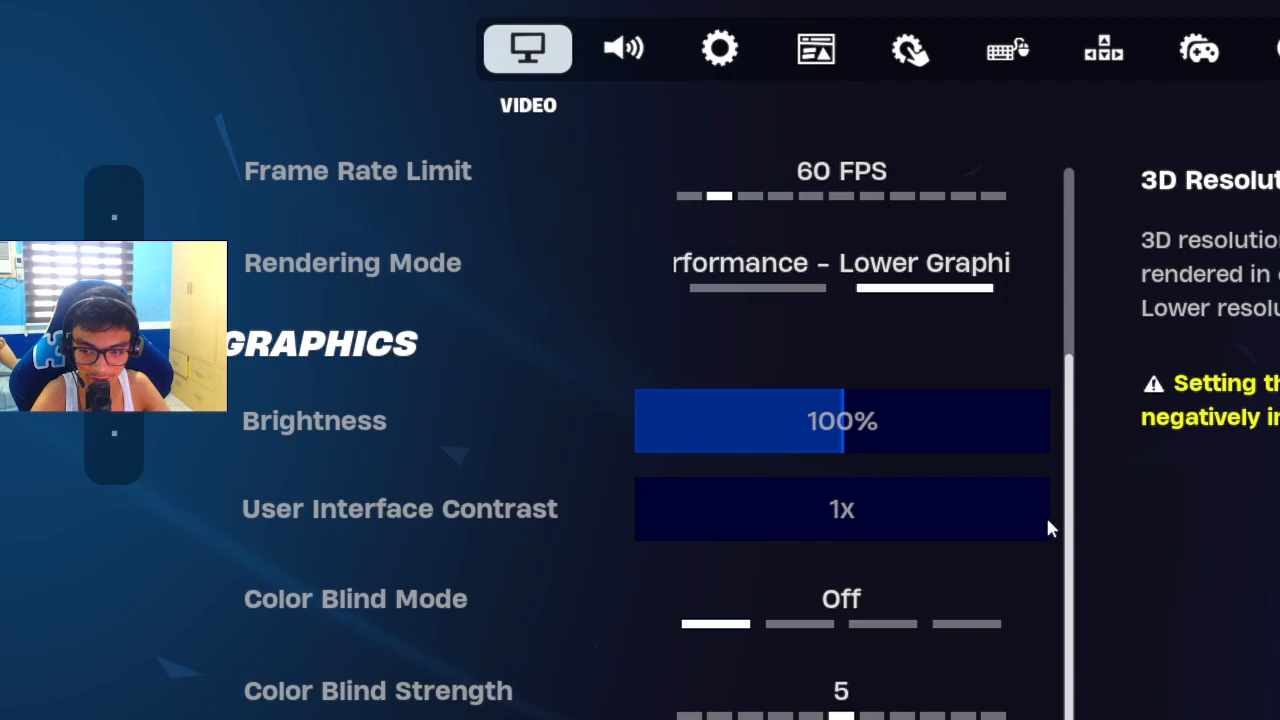 VIDEO
Frame Rate Limit
60 FPS
Rendering Mode
rformance - Lower Graphi
GRAPHICS
Brightness
100%
User Interface Contrast
1x
Color Blind Mode
Off
Color Blind Strength
5
3D Resolut
3D resolutio
rendered in
Lower resolu
Setting th
negatively in